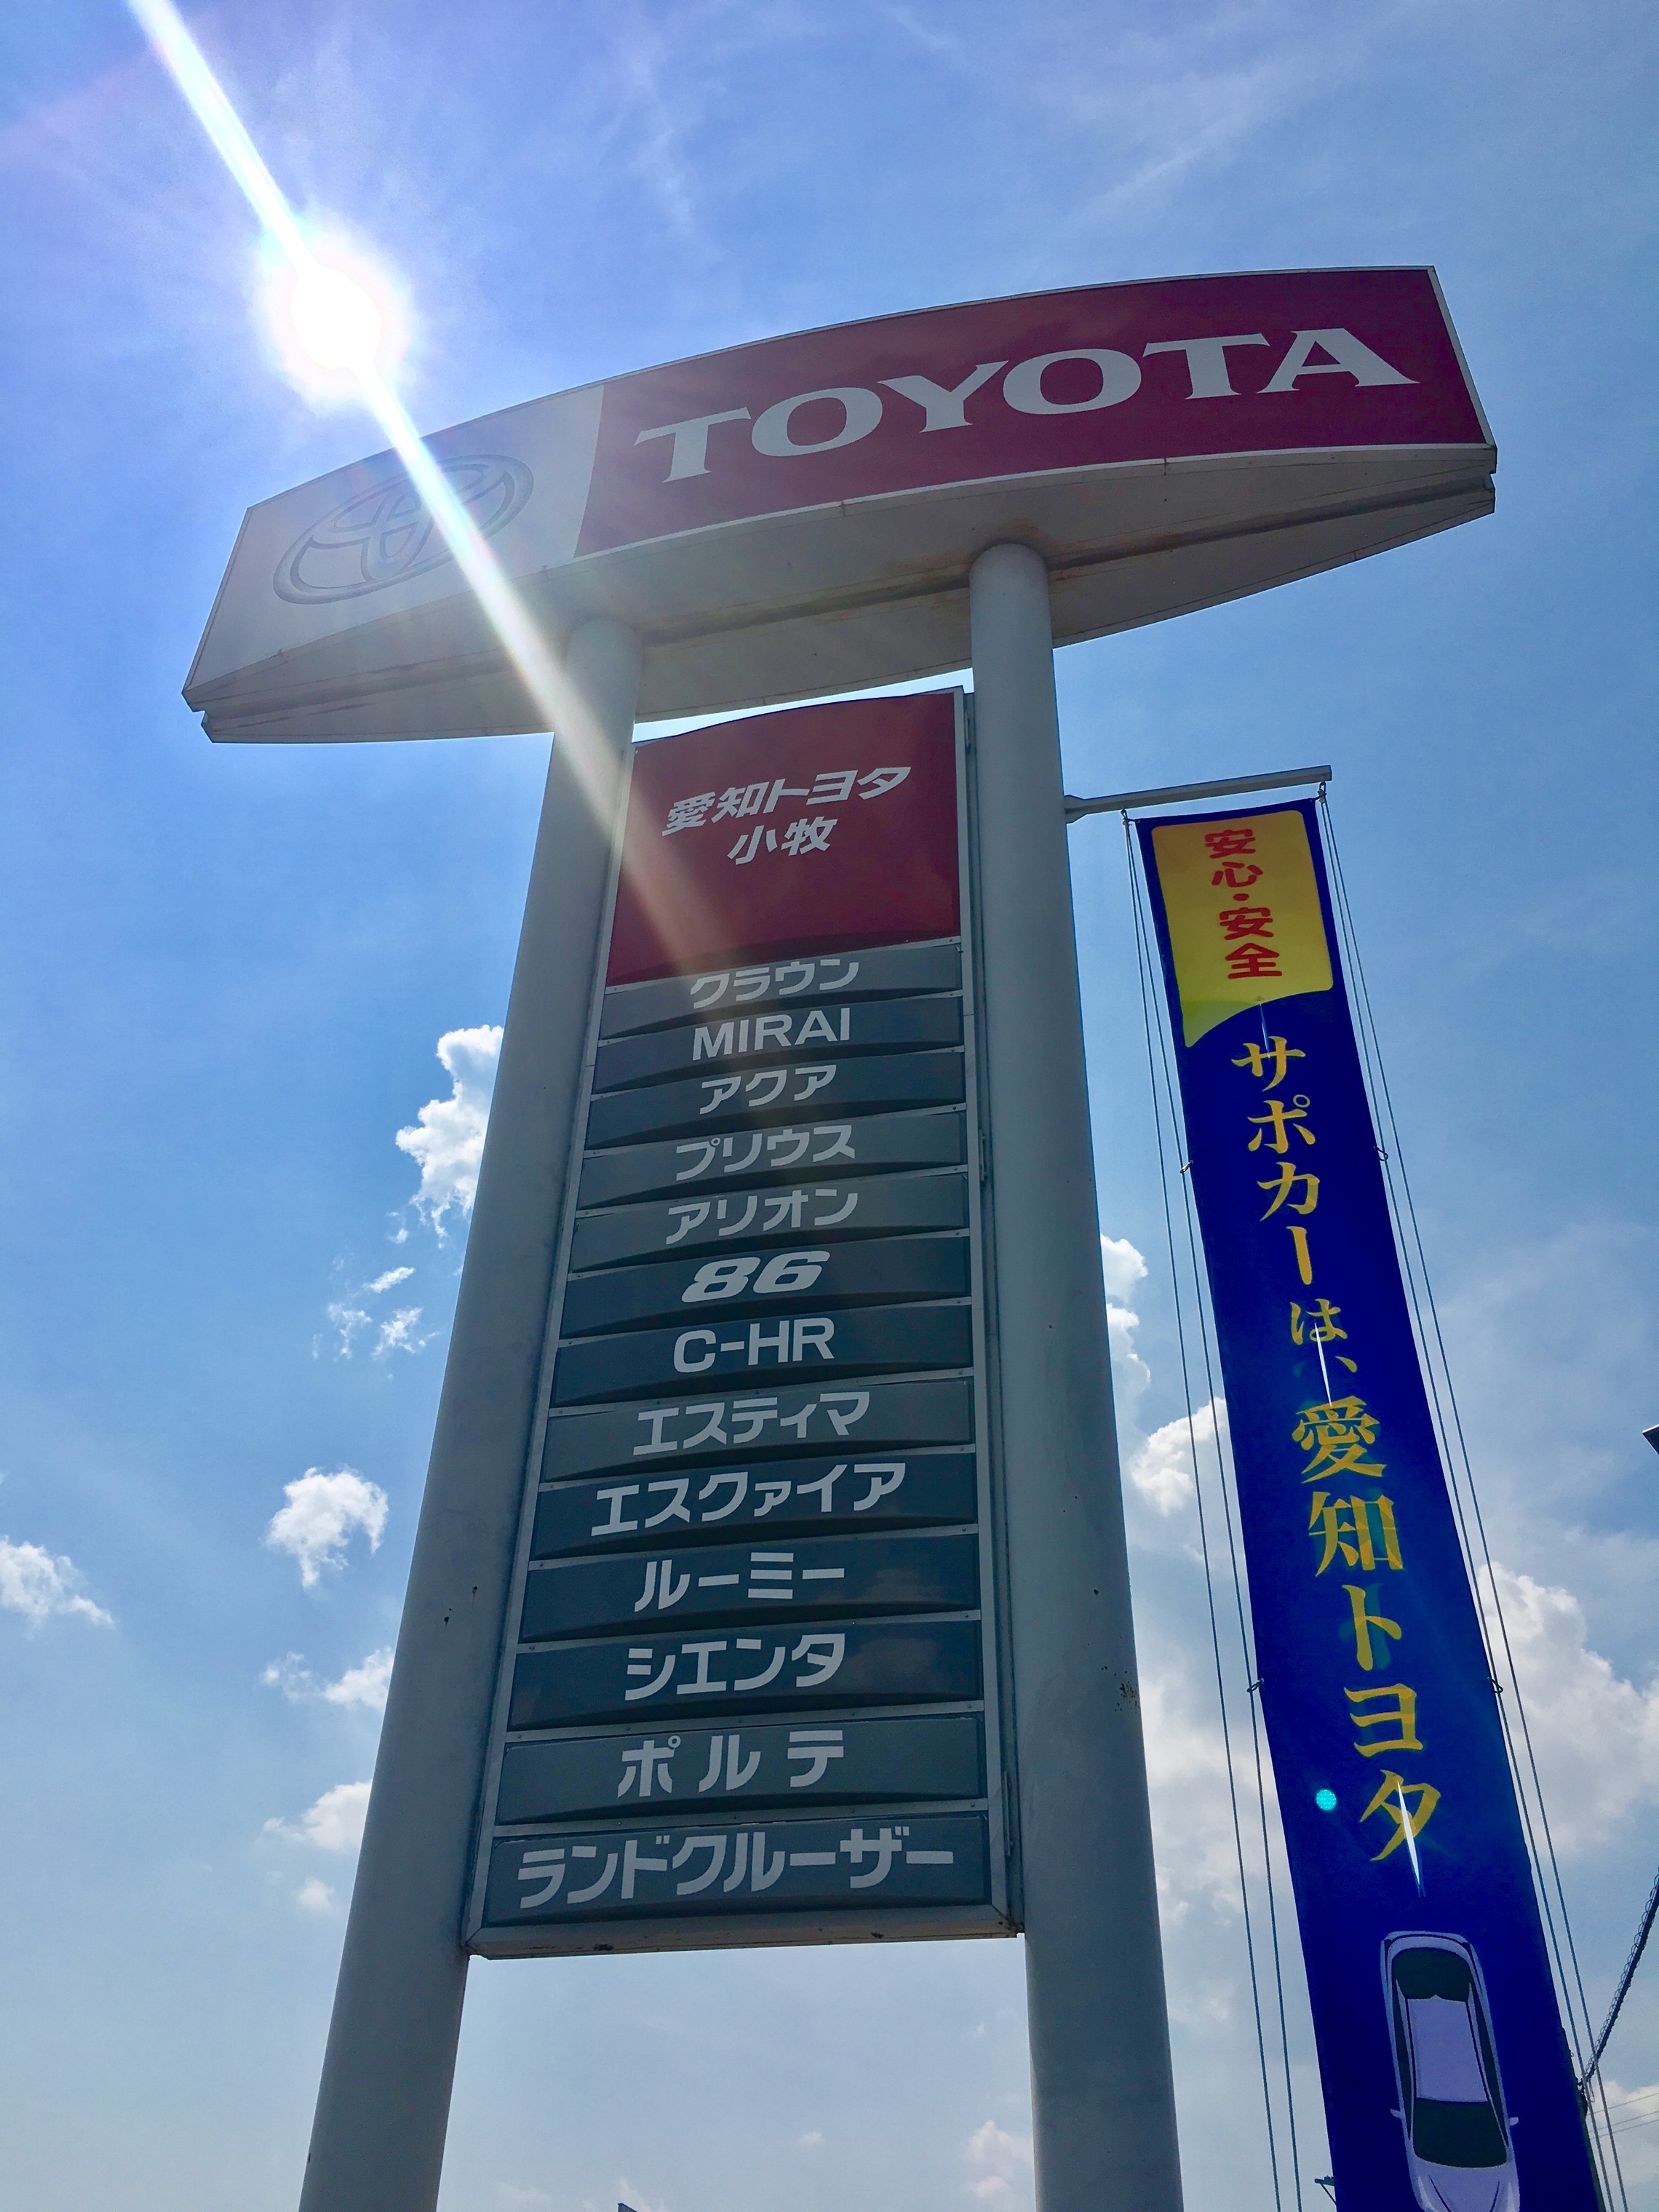 TOYOTA
愛知トヨタ
小牧
クラウン
MIRAI
アクア
プリウス
アリオン
86
C-HR
エスティマ
エスクァイア
ルーミー
シエンタ
ポルテ
ランドクルーザー
安心・安全
サポカーは、愛知トヨタ